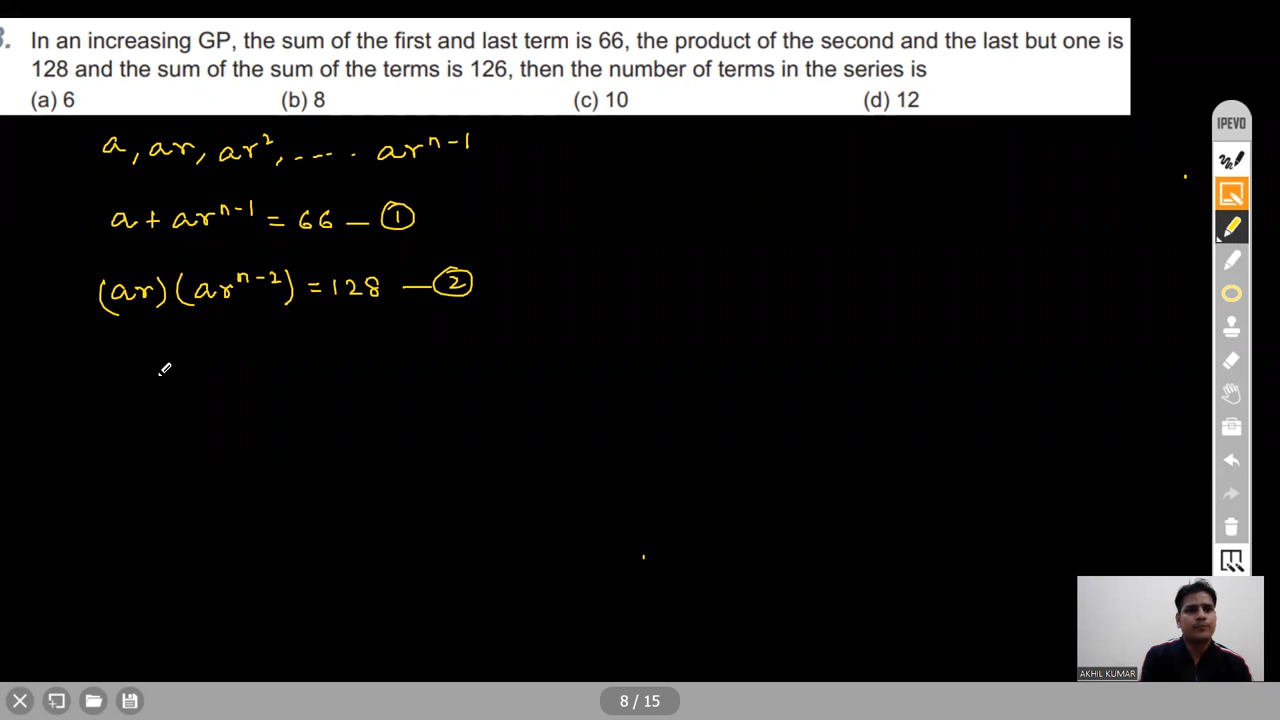 3. In an increasing GP, the sum of the first and last term is 66, the product of the second and the last but one is
128 and the sum of the sum of the terms is 126, then the number of terms in the series is
(a) 6 (b) 8 (c) 10 (d) 12
a, ar, ar², ..... arⁿ⁻¹
a + arⁿ⁻¹ = 66 — ①
(ar)(arⁿ⁻²) = 128 — ②
IPEVO
AKHIL KUMAR
8 / 15